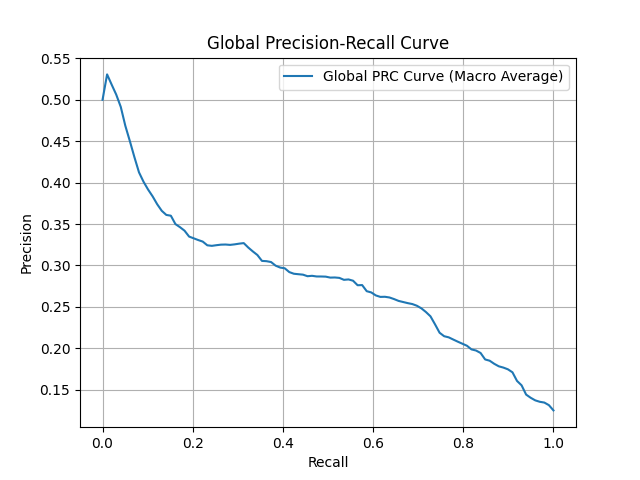 Global Precision-Recall Curve
Global PRC Curve (Macro Average)
Precision
0.55
0.50
0.45
0.40
0.35
0.30
0.25
0.20
0.15
0.0 0.2 0.4 0.6 0.8 1.0
Recall